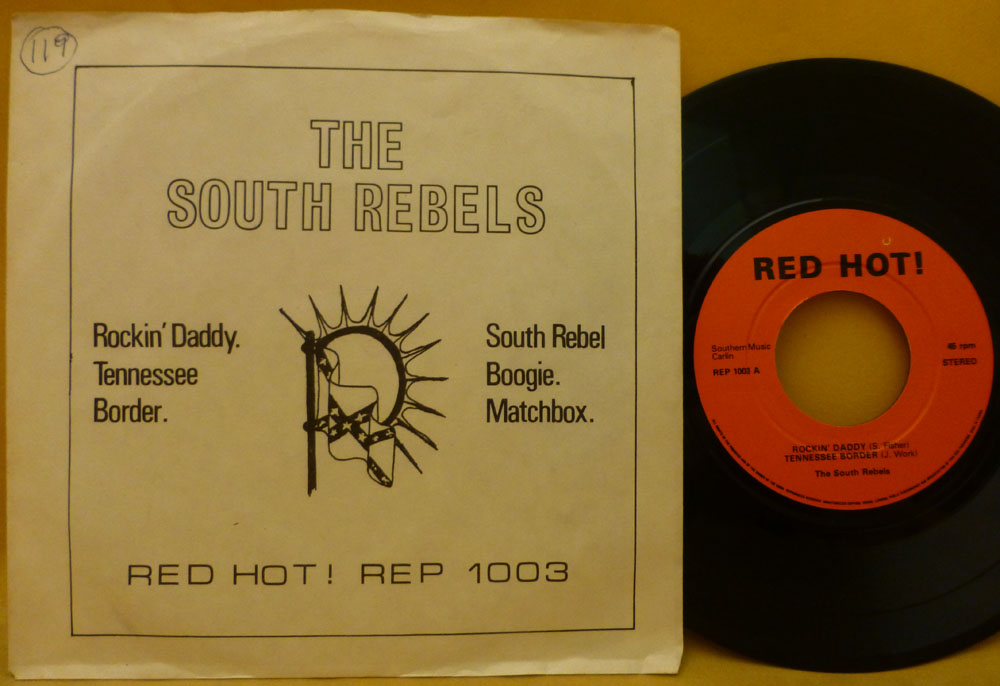 119
THE
SOUTH REBELS
Rockin' Daddy.
Tennessee
Border.
South Rebel
Boogie.
Matchbox.
RED HOT! REP 1003
RED HOT!
Southern Music
Carlin
REP 1003 A
45 rpm
STEREO
ROCKIN' DADDY (S. Fisher)
TENNESSEE BORDER (J. Work)
The South Rebels